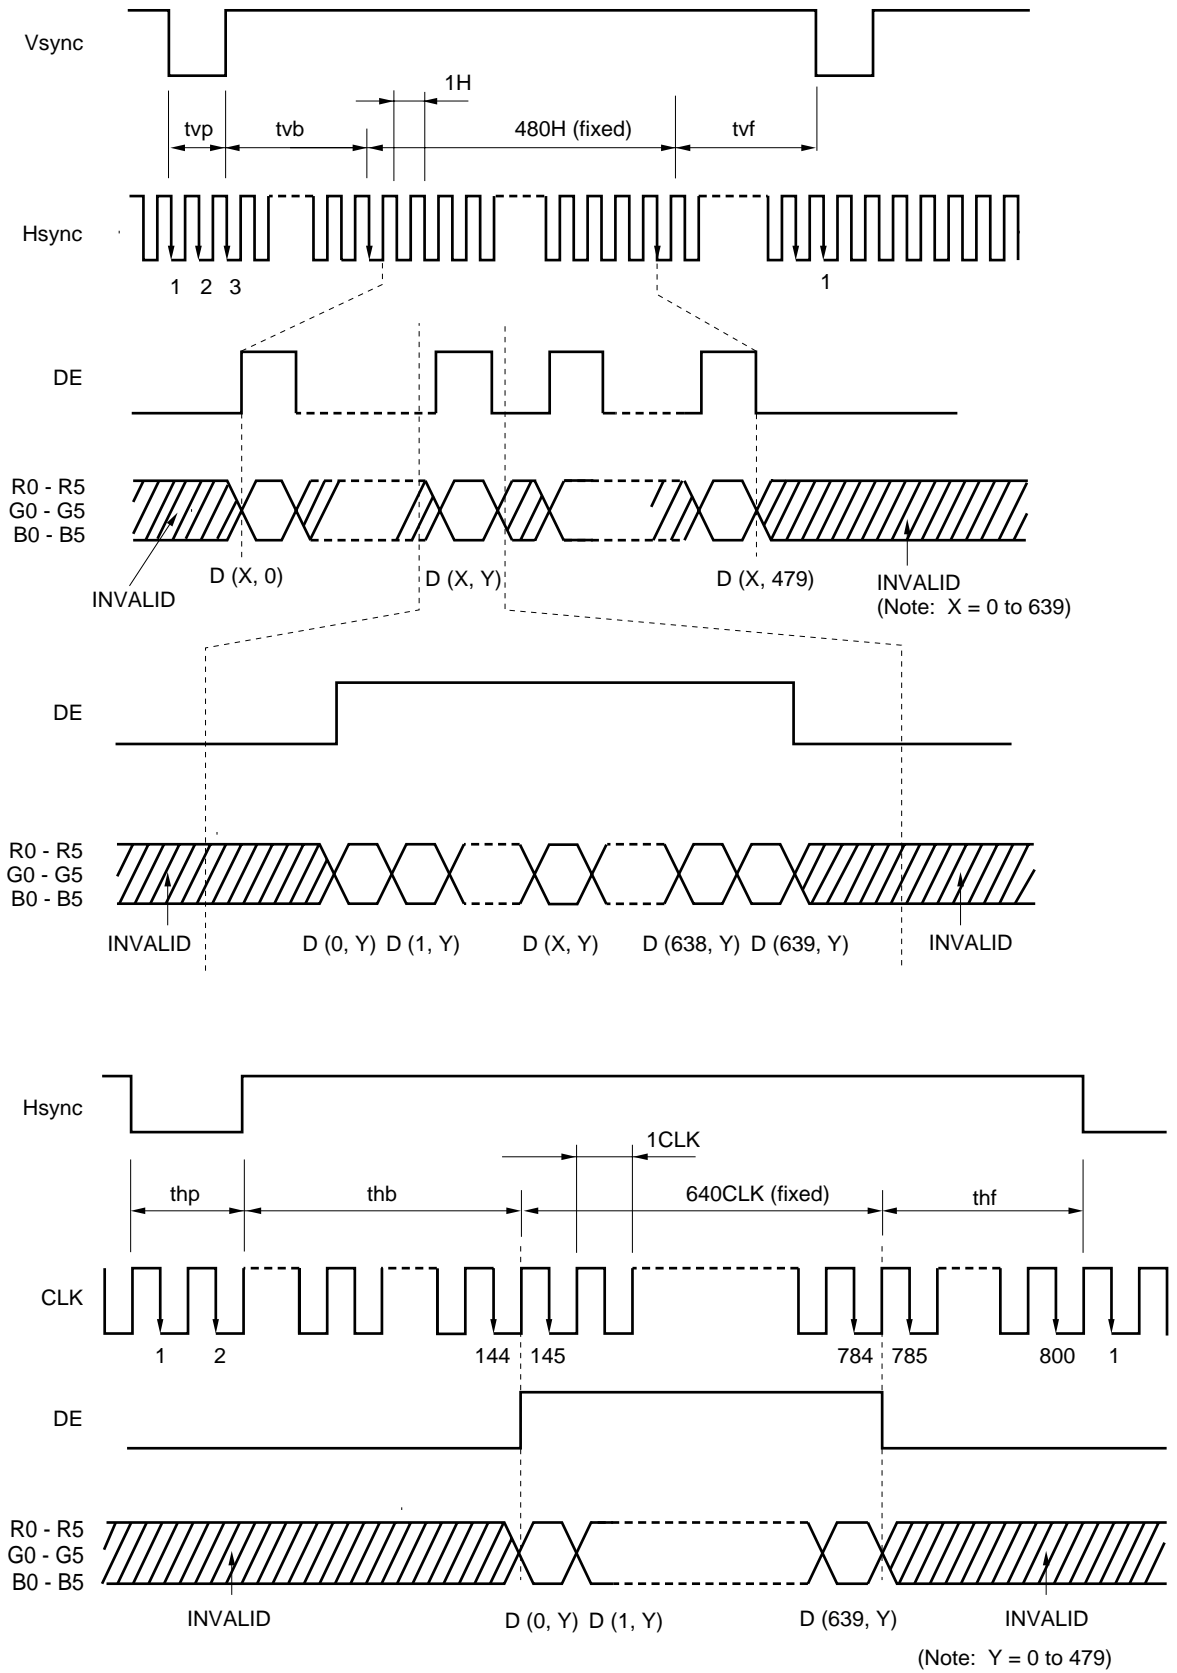 Vsync
1H
tvp tvb 480H (fixed) tvf
Hsync
1 2 3 1
DE
R0 - R5
G0 - G5
B0 - B5
D (X, 0) D (X, Y) D (X, 479)
INVALID INVALID
(Note: X = 0 to 639)
DE
R0 - R5
G0 - G5
B0 - B5
INVALID D (0, Y) D (1, Y) D (X, Y) D (638, Y) D (639, Y) INVALID
Hsync
1CLK
thp thb 640CLK (fixed) thf
CLK
1 2 144 145 784 785 800 1
DE
R0 - R5
G0 - G5
B0 - B5
INVALID D (0, Y) D (1, Y) D (639, Y) INVALID
(Note: Y = 0 to 479)